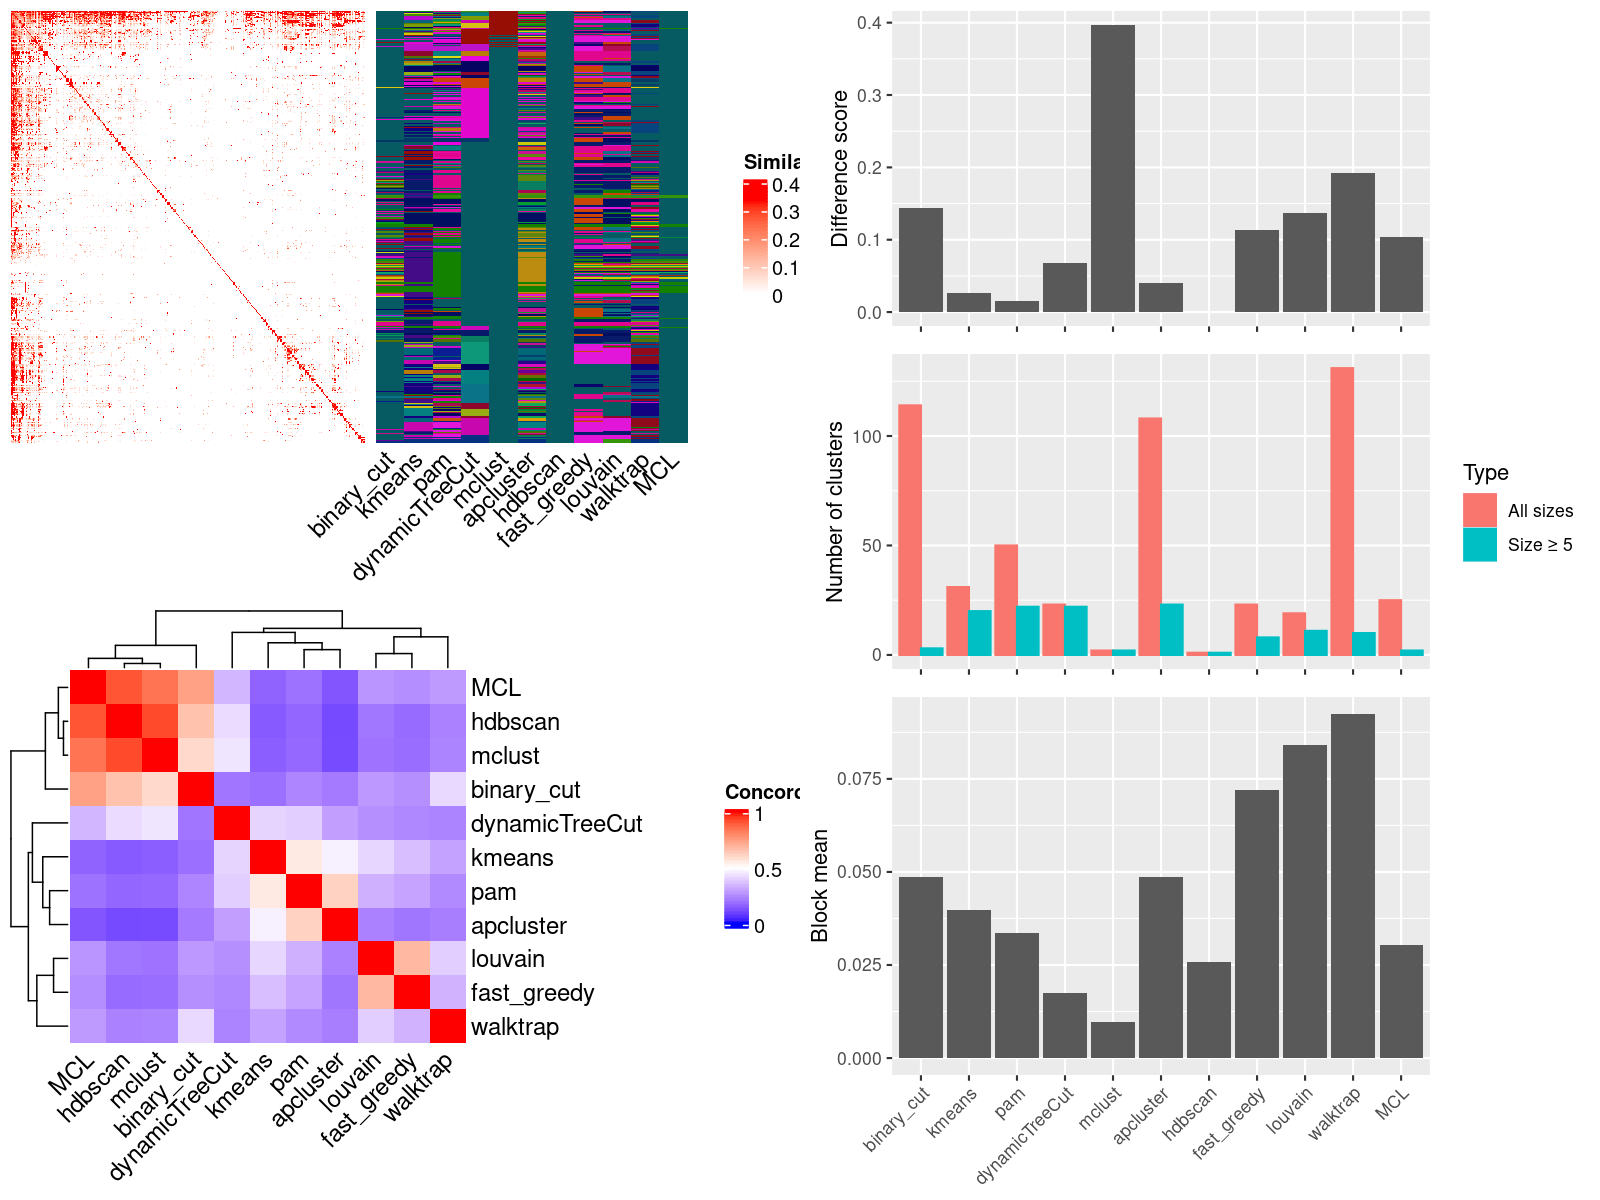 Simila
0.4
0.3
0.2
0.1
0
binary_cut
kmeans
pam
dynamicTreeCut
mclust
apcluster
hdbscan
fast_greedy
louvain
walktrap
MCL
MCL
hdbscan
mclust
binary_cut
dynamicTreeCut
kmeans
pam
apcluster
louvain
fast_greedy
walktrap
MCL
hdbscan
mclust
binary_cut
dynamicTreeCut
kmeans
pam
apcluster
louvain
fast_greedy
walktrap
Concord
1
0.5
0
Difference score
0.4
0.3
0.2
0.1
0.0
Number of clusters
100
50
0
Type
All sizes
Size ≥ 5
Block mean
0.075
0.050
0.025
0.000
binary_cut
kmeans
pam
dynamicTreeCut
mclust
apcluster
hdbscan
fast_greedy
louvain
walktrap
MCL